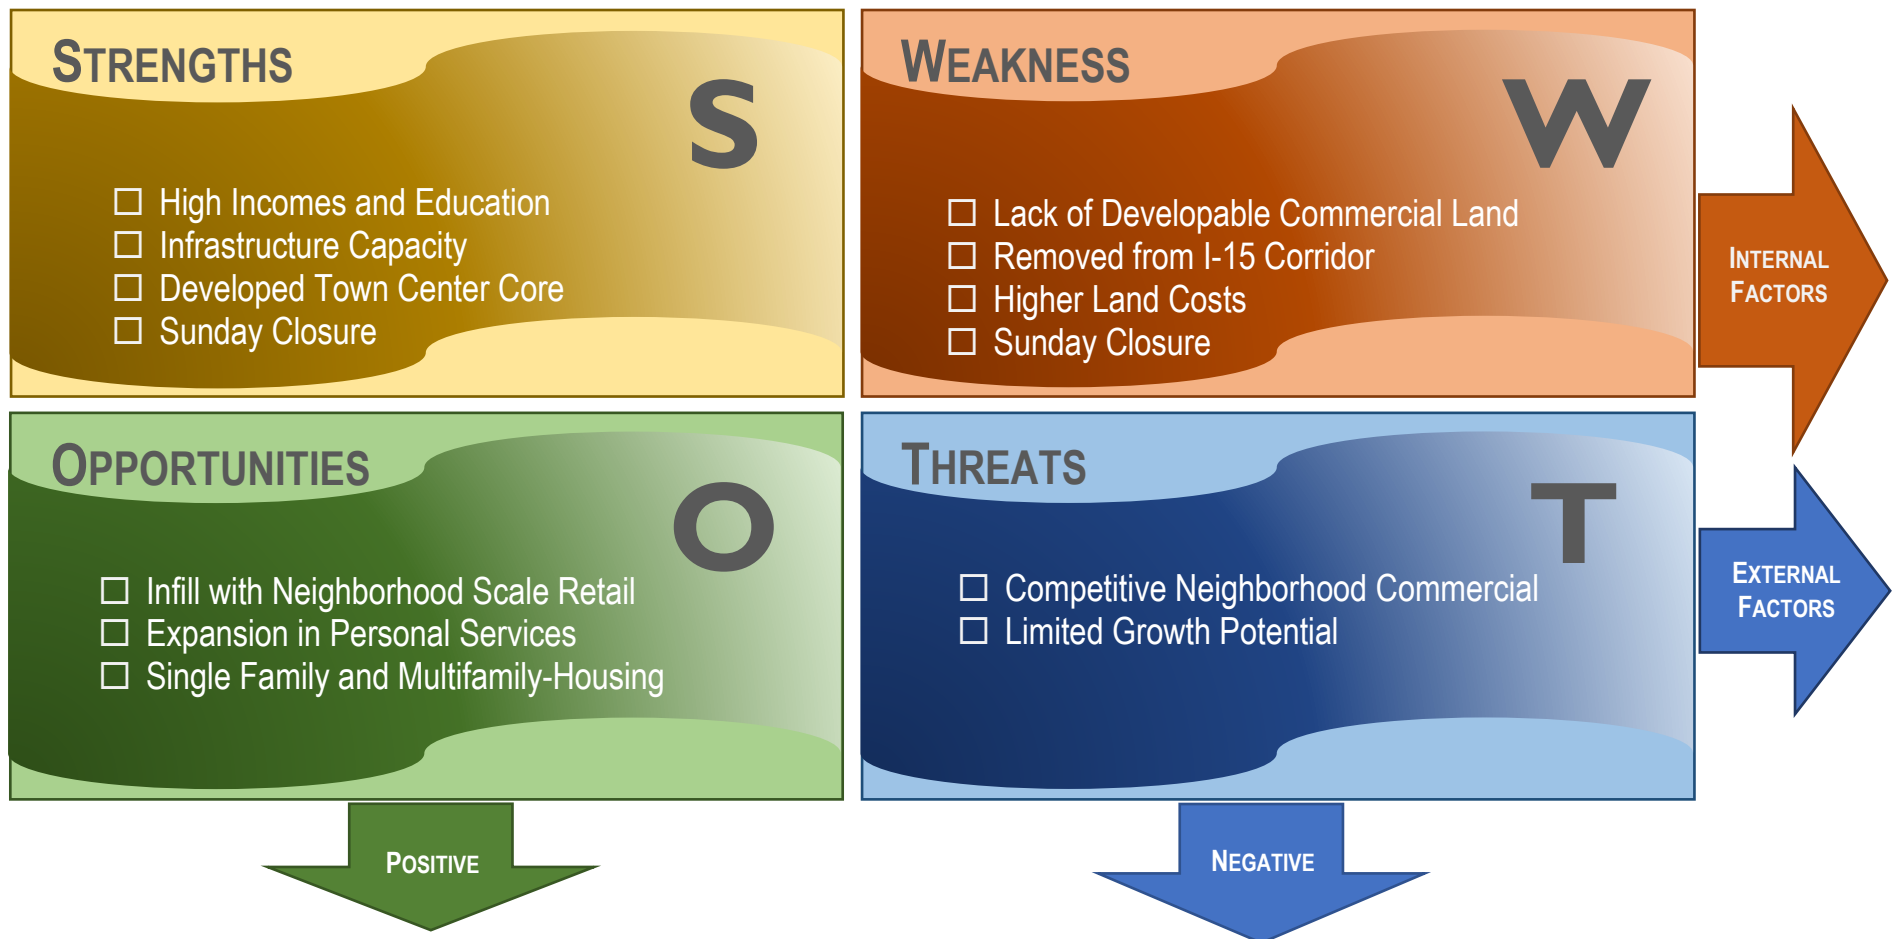 STRENGTHS
S
☐ High Incomes and Education
☐ Infrastructure Capacity
☐ Developed Town Center Core
☐ Sunday Closure
WEAKNESS
W
☐ Lack of Developable Commercial Land
☐ Removed from I-15 Corridor
☐ Higher Land Costs
☐ Sunday Closure
INTERNAL
FACTORS
OPPORTUNITIES
O
☐ Infill with Neighborhood Scale Retail
☐ Expansion in Personal Services
☐ Single Family and Multifamily-Housing
THREATS
T
☐ Competitive Neighborhood Commercial
☐ Limited Growth Potential
EXTERNAL
FACTORS
POSITIVE
NEGATIVE